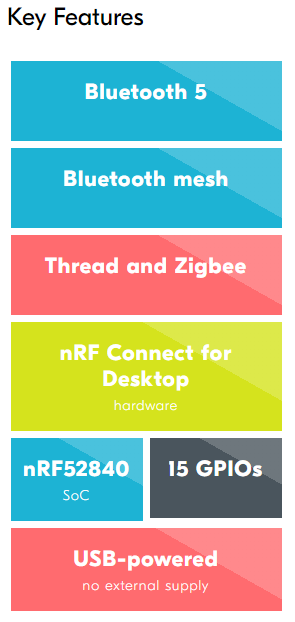 Key Features
Bluetooth 5
Bluetooth mesh
Thread and Zigbee
nRF Connect for
Desktop
hardware
nRF52840
SoC
15 GPIOs
USB-powered
no external supply